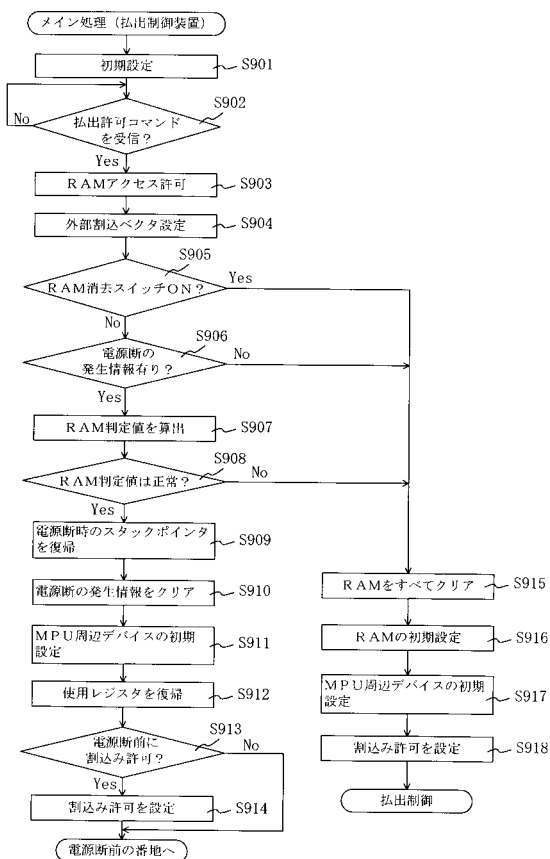 メイン処理（払出制御装置）
初期設定
S901
S902
払出許可コマンド
を受信？
No
Yes
RAMアクセス許可
S903
外部割込ベクタ設定
S904
S905
RAM消去スイッチON？
Yes
No
S906
電源断の
発生情報有り？
No
Yes
RAM判定値を算出
S907
S908
RAM判定値は正常？
No
Yes
電源断時のスタックポインタ
を復帰
S909
電源断の発生情報をクリア
S910
MPU周辺デバイスの初期
設定
S911
使用レジスタを復帰
S912
S913
電源断前に
割込み許可？
No
Yes
割込み許可を設定
S914
電源断前の番地へ
RAMをすべてクリア
S915
RAMの初期設定
S916
MPU周辺デバイスの初期
設定
S917
割込み許可を設定
S918
払出制御